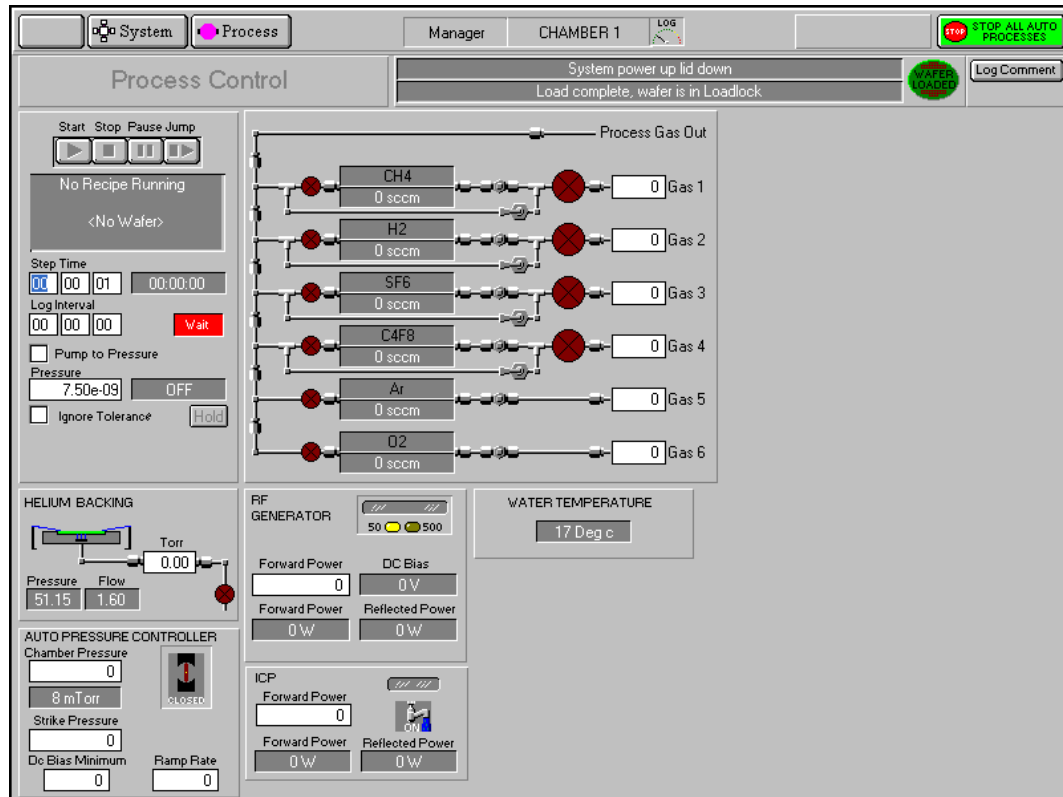 System
Process
Manager
CHAMBER 1
LOG
STOP
STOP ALL AUTO
PROCESSES
Process Control
System power up lid down
Load complete, wafer is in Loadlock
WAFER
LOADED
Log Comment
Start Stop Pause Jump
No Recipe Running
<No Wafer>
Step Time
00 00 01 00:00:00
Log Interval
00 00 00 Wait
Pump to Pressure
Pressure
7.50e-09 OFF
Ignore Tolerance Hold
Process Gas Out
CH4
0 sccm
0 Gas 1
H2
0 sccm
0 Gas 2
SF6
0 sccm
0 Gas 3
C4F8
0 sccm
0 Gas 4
Ar
0 sccm
0 Gas 5
O2
0 sccm
0 Gas 6
HELIUM BACKING
Torr
0.00
Pressure Flow
51.15 1.60
AUTO PRESSURE CONTROLLER
Chamber Pressure
0
8 mTorr
CLOSED
Strike Pressure
0
Dc Bias Minimum Ramp Rate
0 0
RF
GENERATOR
50 500
Forward Power DC Bias
0 0 V
Forward Power Reflected Power
0 W 0 W
ICP
Forward Power
0
ON
Forward Power Reflected Power
0 W 0 W
WATER TEMPERATURE
17 Deg c